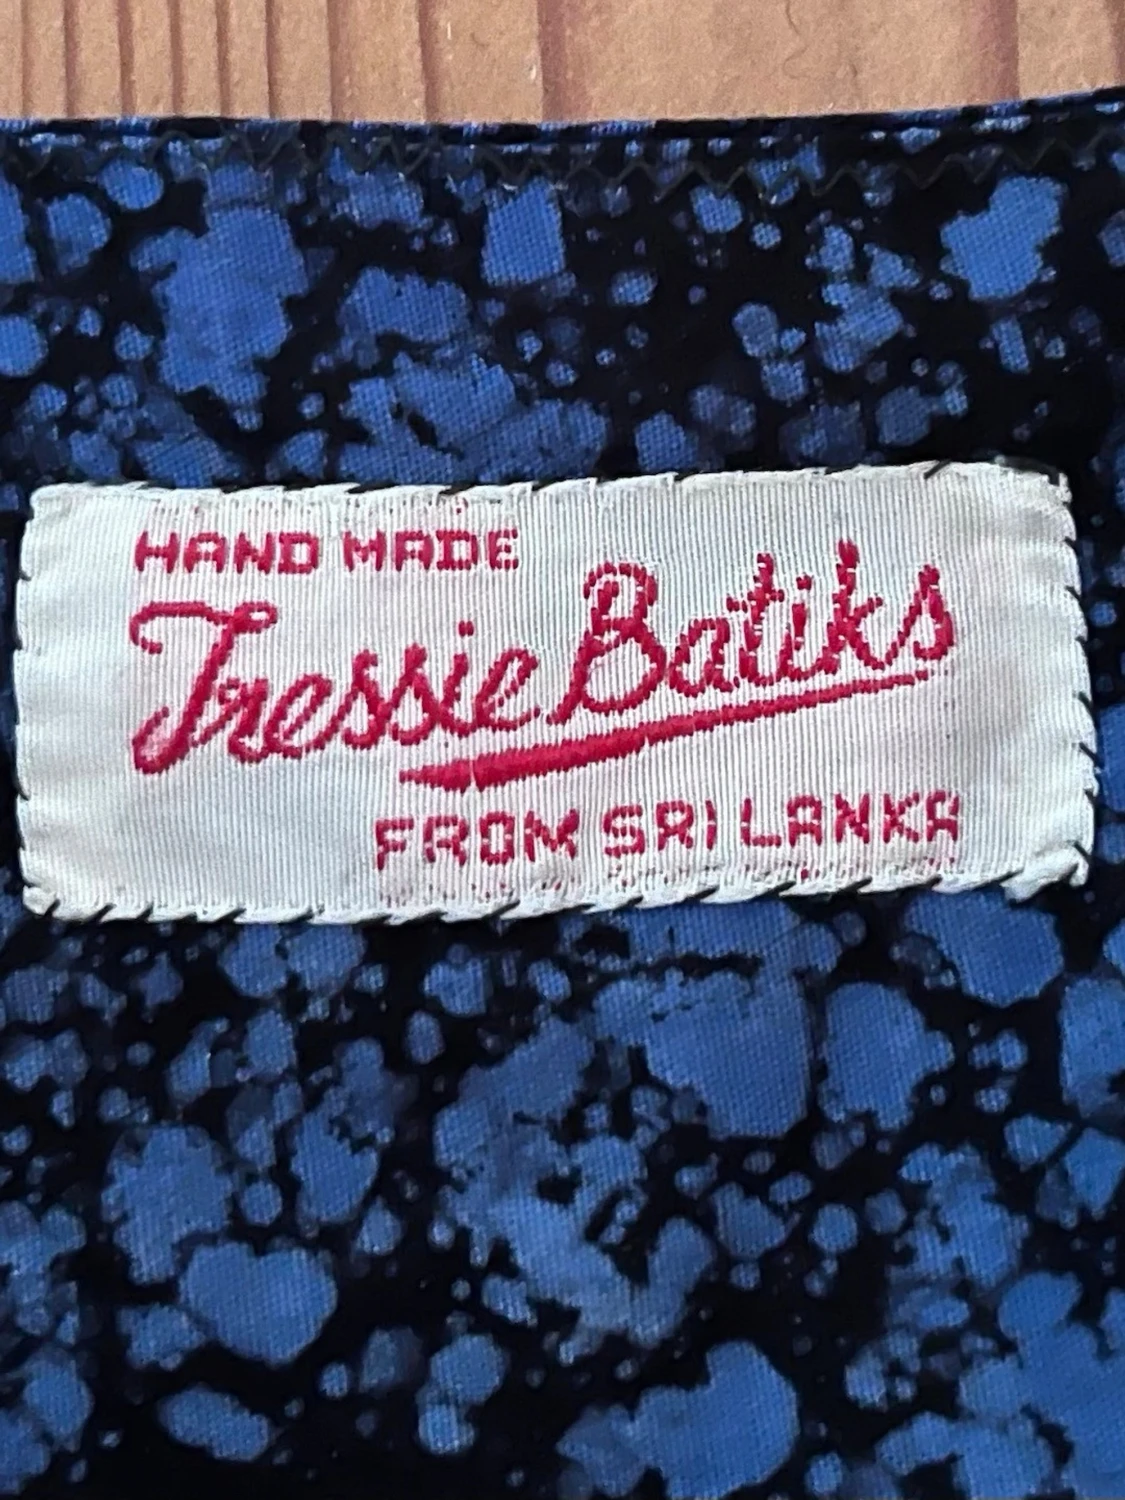 HAND MADE
Tressie Batiks
FROM SRI LANKA